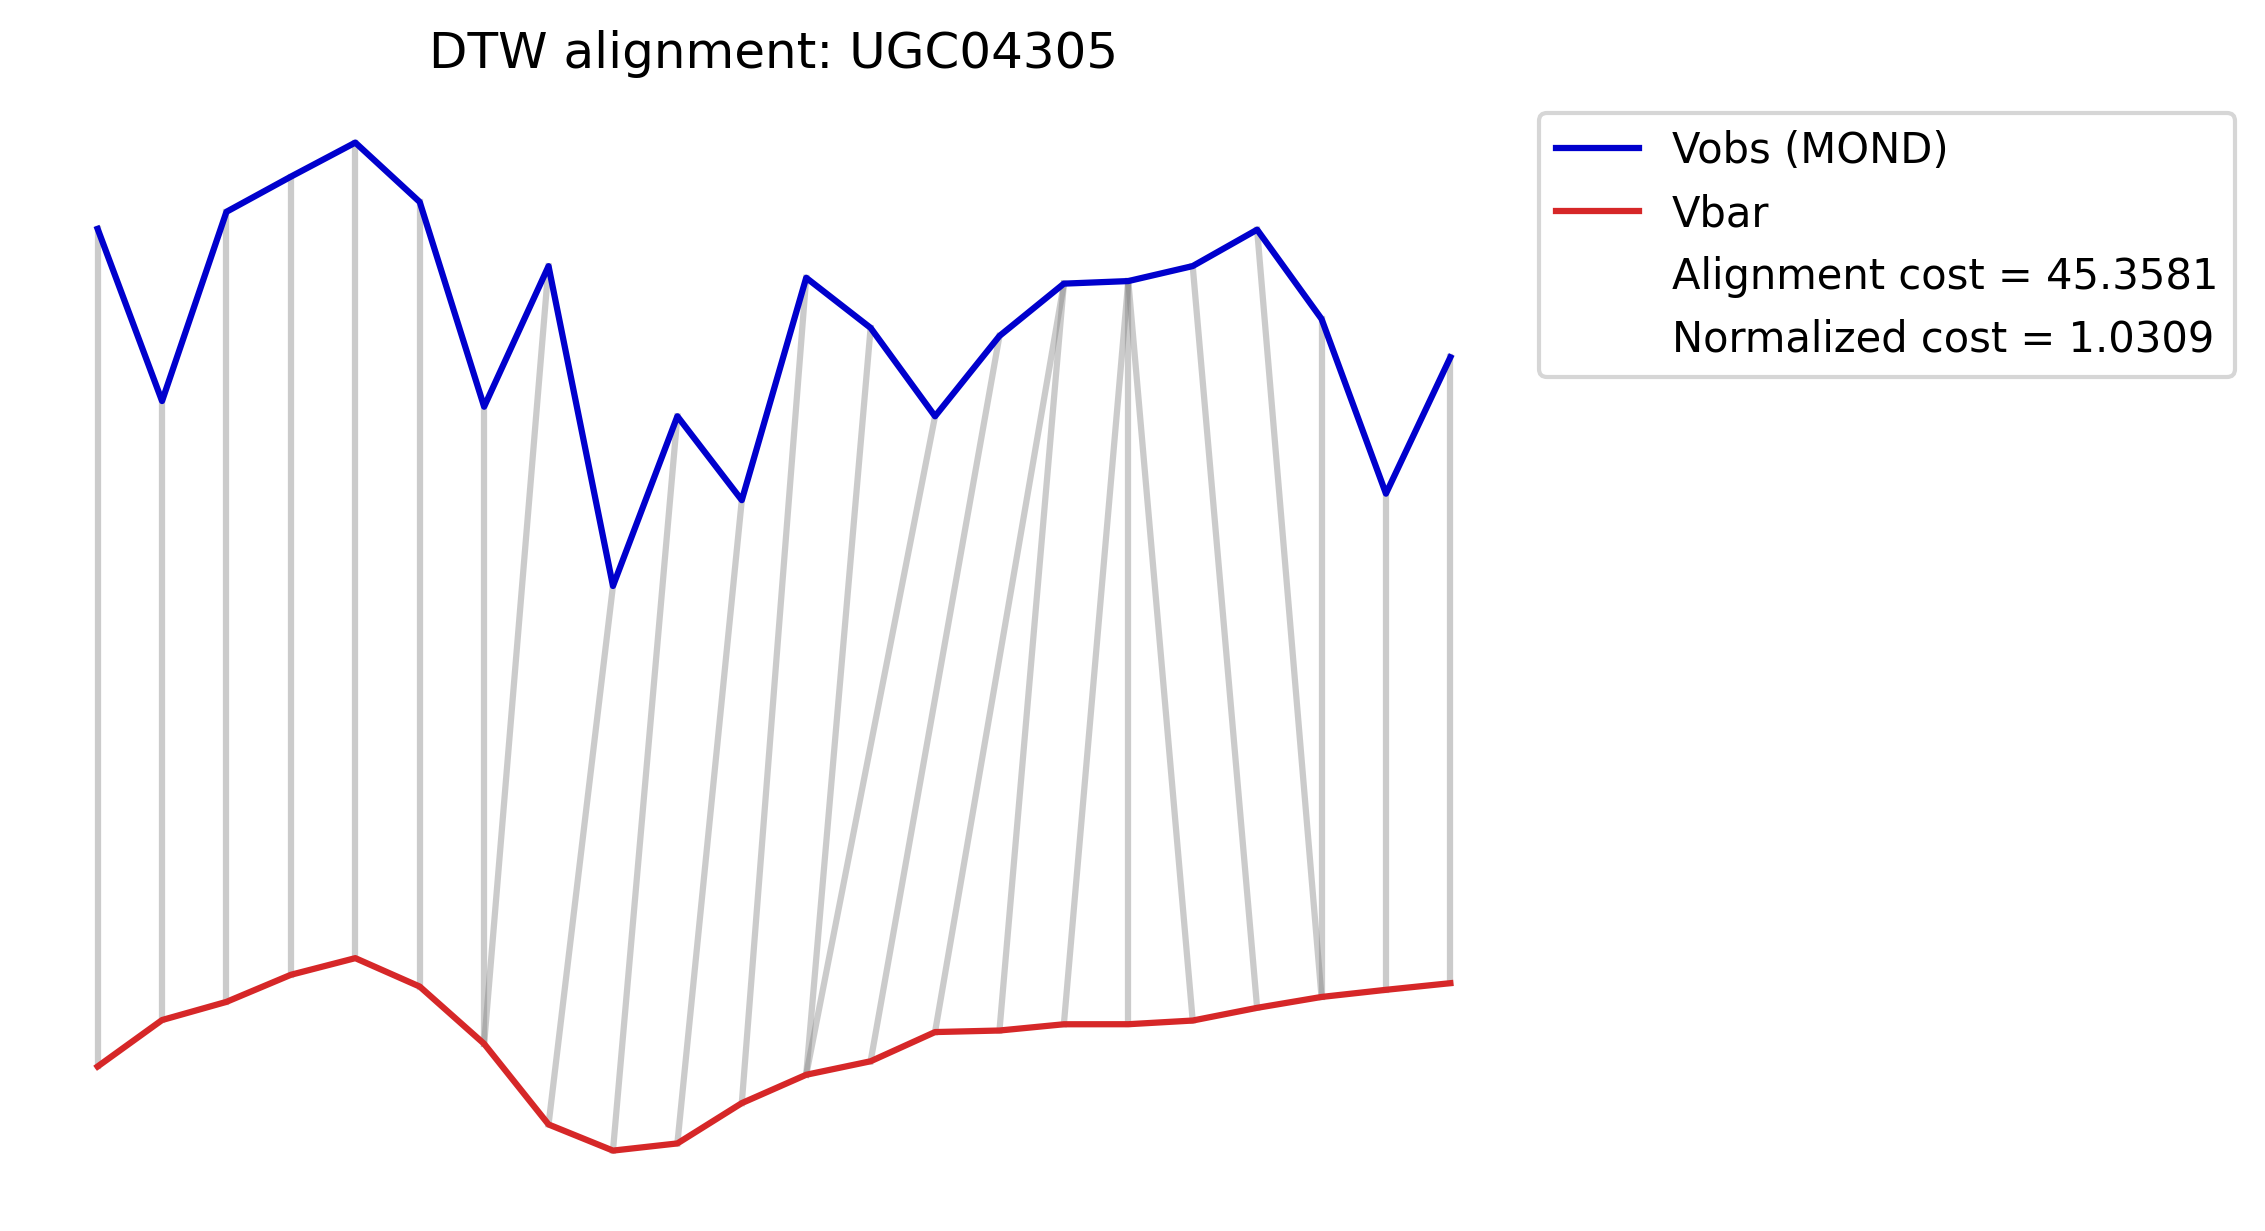 DTW alignment: UGC04305
Vobs (MOND)
Vbar
Alignment cost = 45.3581
Normalized cost = 1.0309